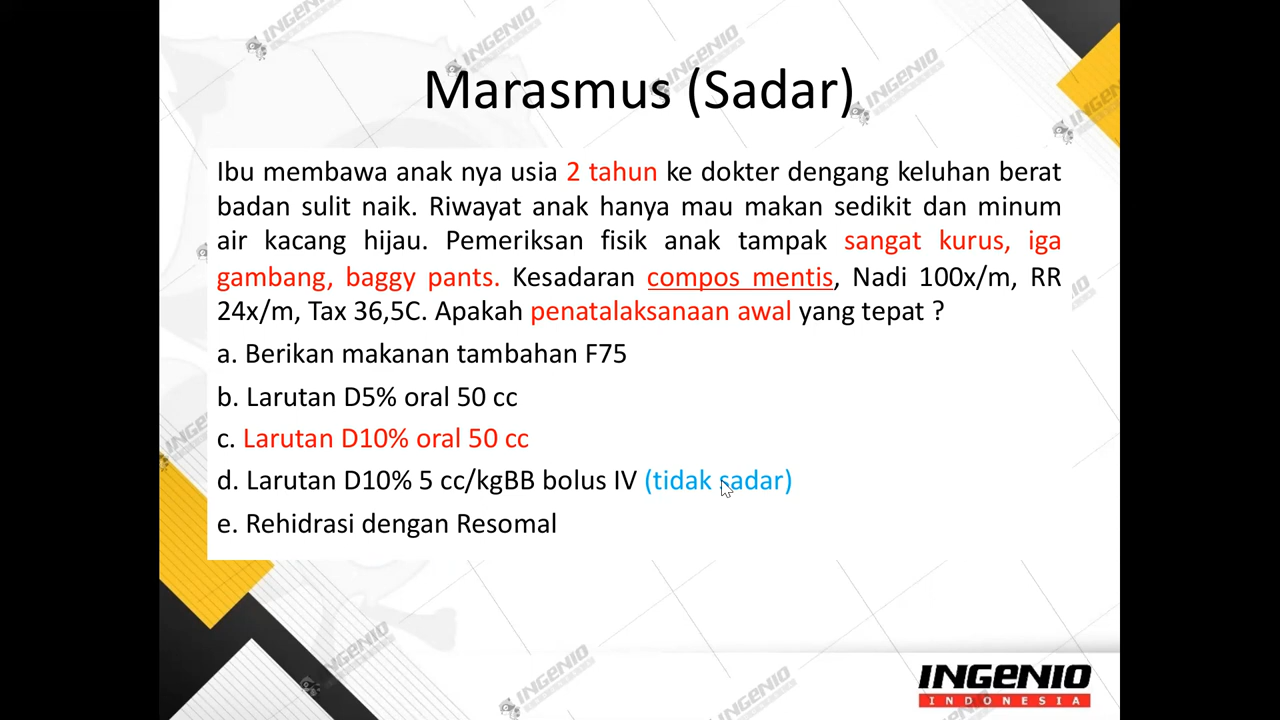 Marasmus (Sadar)
Ibu membawa anak nya usia 2 tahun ke dokter dengang keluhan berat
badan sulit naik. Riwayat anak hanya mau makan sedikit dan minum
air kacang hijau. Pemeriksan fisik anak tampak sangat kurus, iga
gambang, baggy pants. Kesadaran compos mentis, Nadi 100x/m, RR
24x/m, Tax 36,5C. Apakah penatalaksanaan awal yang tepat ?
a. Berikan makanan tambahan F75
b. Larutan D5% oral 50 cc
c. Larutan D10% oral 50 cc
d. Larutan D10% 5 cc/kgBB bolus IV (tidak sadar)
e. Rehidrasi dengan Resomal
INGENIO
INDONESIA